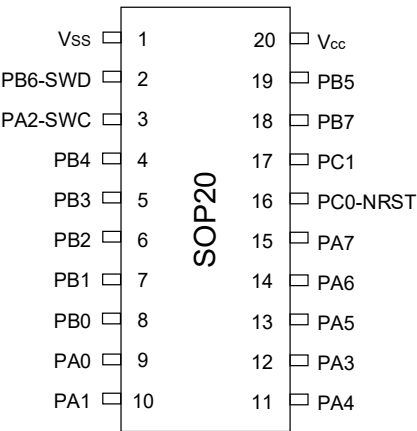 Vss 1 20 Vcc
PB6-SWD 2 19 PB5
PA2-SWC 3 18 PB7
PB4 4 17 PC1
PB3 5 16 PC0-NRST
PB2 6 15 PA7
PB1 7 14 PA6
PB0 8 13 PA5
PA0 9 12 PA3
PA1 10 11 PA4
SOP20